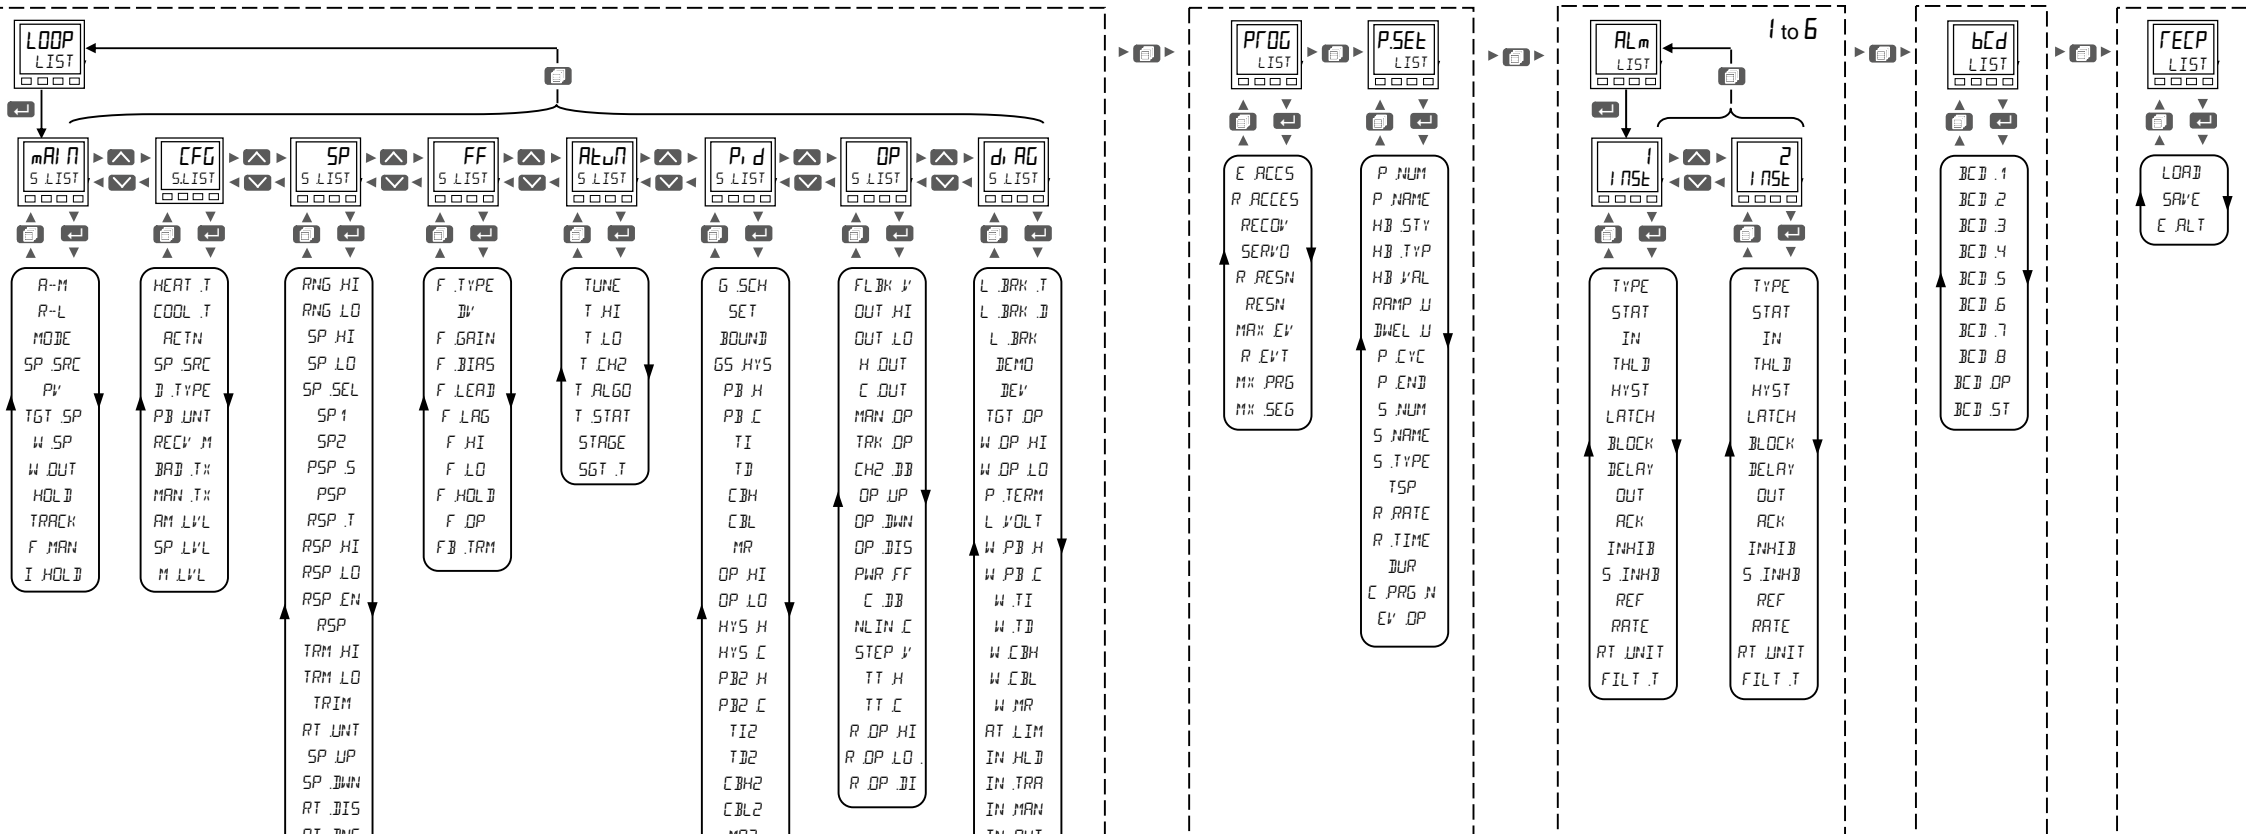 LOOP
LIST
mAIN
S.LIST
A-M
R-L
MODE
SP.SRC
PV
TGT.SP
W.SP
W.OUT
HOLD
TRACK
F.MAN
I.HOLD
CFG
S.LIST
HEAT.T
COOL.T
ACTN
SP.SRC
D.TYPE
PB.UNT
RECV.M
BAD.TX
MAN.TX
AM.LVL
SP.LVL
M.LVL
SP
S.LIST
RNG.HI
RNG.LO
SP.HI
SP.LO
SP.SEL
SP1
SP2
PSP.S
PSP
RSP.T
RSP.HI
RSP.LO
RSP.EN
RSP
TRM.HI
TRM.LO
TRIM
RT.UNT
SP.UP
SP.DWN
RT.DIS
FF
S.LIST
F.TYPE
DV
F.GAIN
F.BIAS
F.LEAD
F.LAG
F.HI
F.LO
F.HOLD
F.OP
FB.TRM
AtuN
S.LIST
TUNE
T.HI
T.LO
T.CH2
T.ALGO
T.STAT
STAGE
SGT.T
Pid
S.LIST
G.SCH
SET
BOUND
GS.HYS
PB.H
PB.C
TI
TD
CBH
CBL
MR
OP.HI
OP.LO
HYS.H
HYS.C
PB2.H
PB2.C
TI2
TD2
CBH2
CBL2
OP
S.LIST
FLBK.V
OUT.HI
OUT.LO
H.OUT
C.OUT
MAN.OP
TRK.OP
CH2.DB
OP.UP
OP.DWN
OP.DIS
PWR.FF
C.DB
NLIN.C
STEP.V
TT.H
TT.C
R.OP.HI
R.OP.LO.
R.OP.DI
diAG
S.LIST
L.BRK.T
L.BRK.D
L.BRK
DEMO
DEV
TGT.OP
W.OP.HI
W.OP.LO
P.TERM
L.VOLT
W.PB.H
W.PB.C
W.TI
W.TD
W.CBH
W.CBL
W.MR
AT.LIM
IN.HLD
IN.TRA
IN.MAN
PrOG
LIST
E.ACCS
R.ACCES
RECOV
SERVO
R.RESN
RESN
MAX.EV
R.EVT
MX.PRG
MX.SEG
P.SEt
LIST
P.NUM
P.NAME
HB.STY
HB.TYP
HB.VAL
RAMP.U
DWEL.U
P.CYC
P.END
S.NUM
S.NAME
S.TYPE
TSP
R.RATE
R.TIME
DUR
C.PRG.N
EV.OP
ALm
LIST
1 to 6
1
INSt
TYPE
STAT
IN
THLD
HYST
LATCH
BLOCK
DELAY
OUT
ACK
INHIB
S.INHB
REF
RATE
RT.UNIT
FILT.T
2
INSt
TYPE
STAT
IN
THLD
HYST
LATCH
BLOCK
DELAY
OUT
ACK
INHIB
S.INHB
REF
RATE
RT.UNIT
FILT.T
bCd
LIST
BCD.1
BCD.2
BCD.3
BCD.4
BCD.5
BCD.6
BCD.7
BCD.8
BCD.OP
BCD.ST
rECP
LIST
LOAD
SAVE
E.ALT